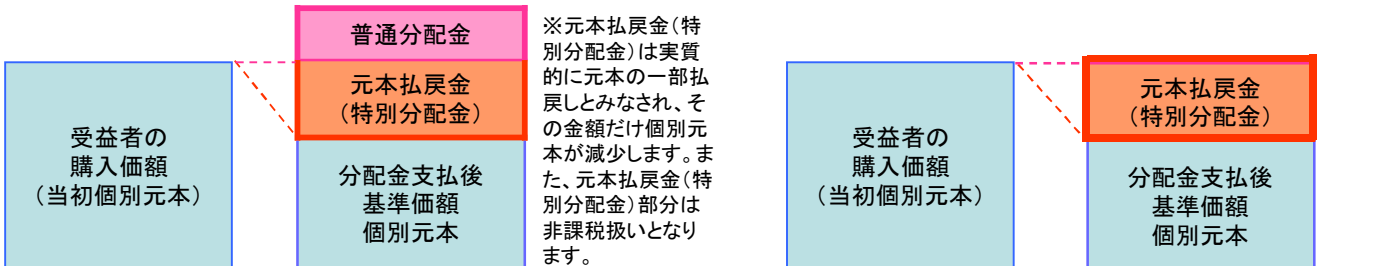 受益者の
購入価額
（当初個別元本）
普通分配金
元本払戻金
（特別分配金）
分配金支払後
基準価額
個別元本
※元本払戻金（特
別分配金）は実質
的に元本の一部払
戻しとみなされ、そ
の金額だけ個別元
本が減少します。ま
た、元本払戻金（特
別分配金）部分は
非課税扱いとなり
ます。
受益者の
購入価額
（当初個別元本）
元本払戻金
（特別分配金）
分配金支払後
基準価額
個別元本